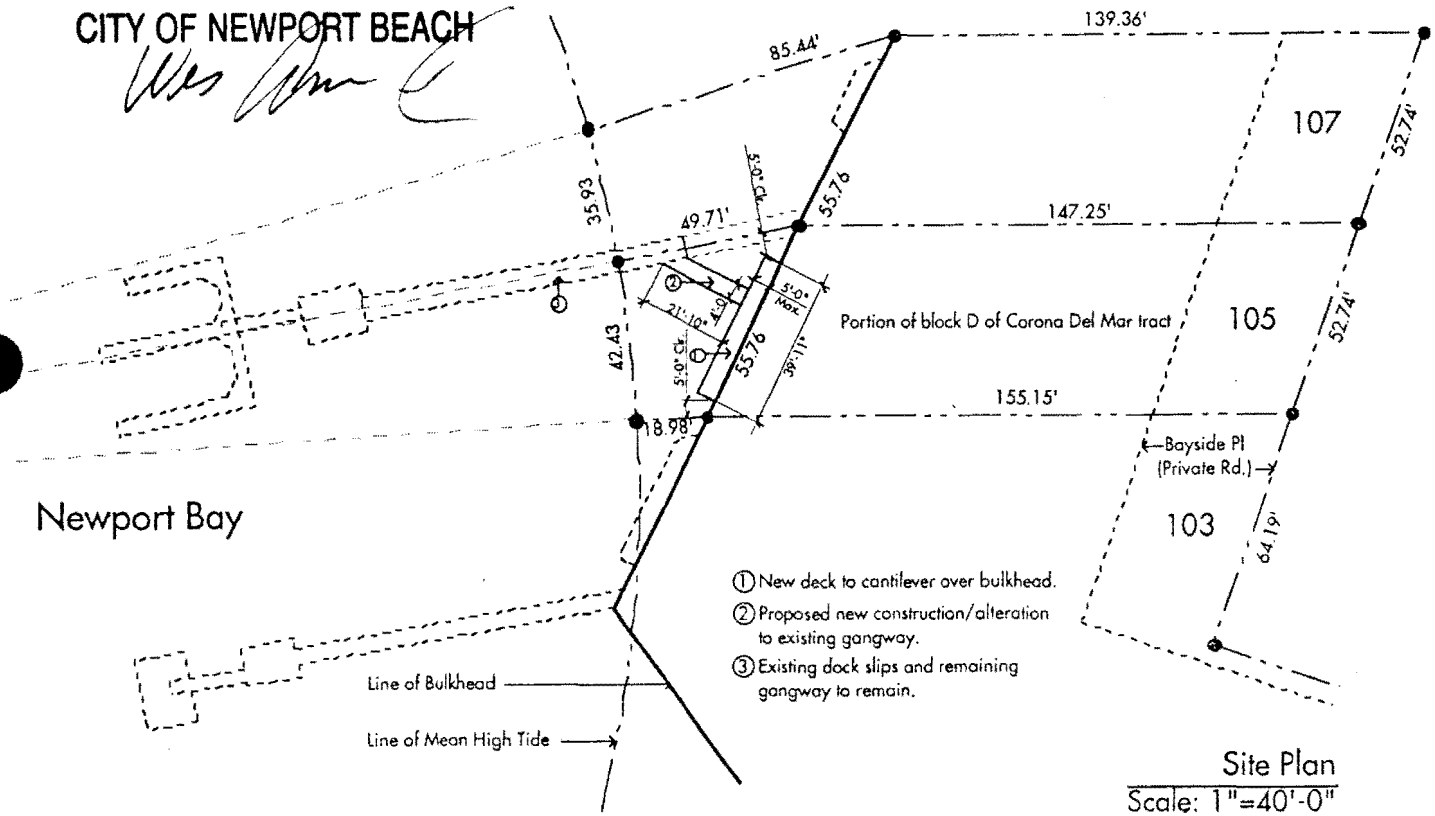 CITY OF NEWPORT BEACH
139.36'
85.44'
107
52.74'
35.93
5'-0" Clr.
55.76
49.71'
147.25'
2
3
21'-10"
4'-0"
5'-0"
Max
Portion of block D of Corona Del Mar tract
105
52.74'
42.43
1
5'-0" Clr.
55.76
39'-11"
155.15'
18.98'
Bayside Pl
(Private Rd.)
103
64.19'
Newport Bay
1 New deck to cantilever over bulkhead.
2 Proposed new construction/alteration
to existing gangway.
3 Existing dock slips and remaining
gangway to remain.
Line of Bulkhead
Line of Mean High Tide
Site Plan
Scale: 1"=40'-0"